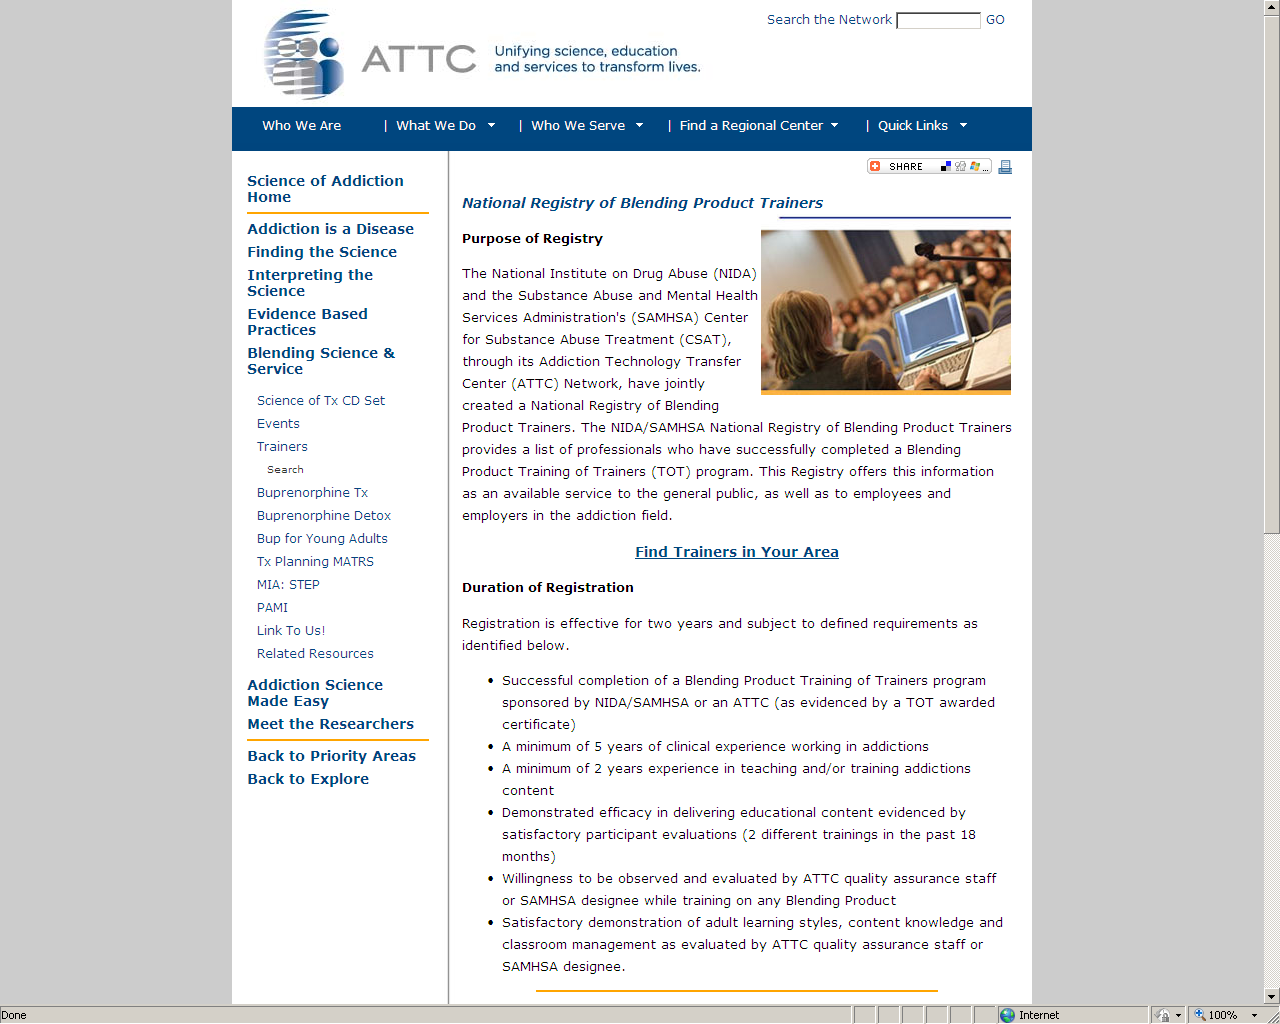 Search the Network GO
ATTC
Unifying science, education
and services to transform lives.
Who We Are | What We Do | Who We Serve | Find a Regional Center | Quick Links
SHARE ...
Science of Addiction
Home
Addiction is a Disease
Finding the Science
Interpreting the
Science
Evidence Based
Practices
Blending Science &
Service
Science of Tx CD Set
Events
Trainers
Search
Buprenorphine Tx
Buprenorphine Detox
Bup for Young Adults
Tx Planning MATRS
MIA: STEP
PAMI
Link To Us!
Related Resources
Addiction Science
Made Easy
Meet the Researchers
Back to Priority Areas
Back to Explore
National Registry of Blending Product Trainers
Purpose of Registry
The National Institute on Drug Abuse (NIDA)
and the Substance Abuse and Mental Health
Services Administration's (SAMHSA) Center
for Substance Abuse Treatment (CSAT),
through its Addiction Technology Transfer
Center (ATTC) Network, have jointly
created a National Registry of Blending
Product Trainers. The NIDA/SAMHSA National Registry of Blending Product Trainers
provides a list of professionals who have successfully completed a Blending
Product Training of Trainers (TOT) program. This Registry offers this information
as an available service to the general public, as well as to employees and
employers in the addiction field.
Find Trainers in Your Area
Duration of Registration
Registration is effective for two years and subject to defined requirements as
identified below.
• Successful completion of a Blending Product Training of Trainers program
sponsored by NIDA/SAMHSA or an ATTC (as evidenced by a TOT awarded
certificate)
• A minimum of 5 years of clinical experience working in addictions
• A minimum of 2 years experience in teaching and/or training addictions
content
• Demonstrated efficacy in delivering educational content evidenced by
satisfactory participant evaluations (2 different trainings in the past 18
months)
• Willingness to be observed and evaluated by ATTC quality assurance staff
or SAMHSA designee while training on any Blending Product
• Satisfactory demonstration of adult learning styles, content knowledge and
classroom management as evaluated by ATTC quality assurance staff or
SAMHSA designee.
Done Internet 100%